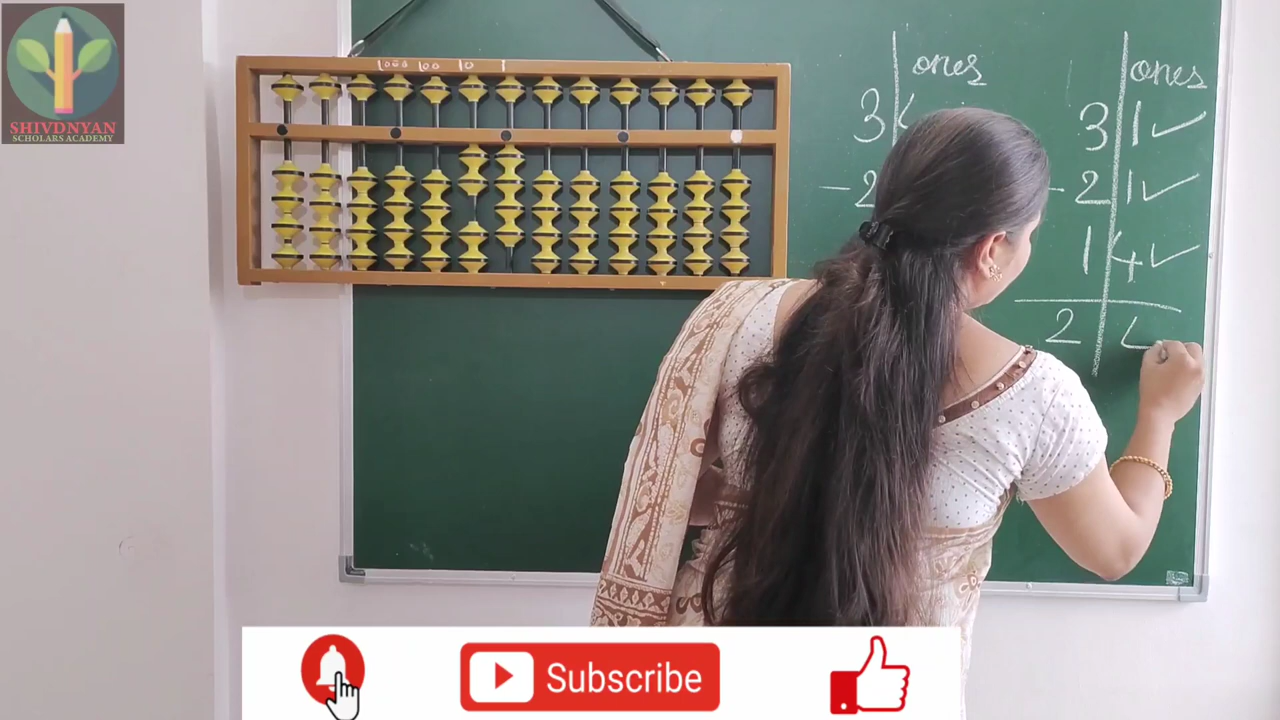 SHIVDNYAN
SCHOLARS ACADEMY
1000 100 10 1
ones
3
-2
ones
3 1 ✓
-2 1 ✓
1 4 ✓
2
Subscribe